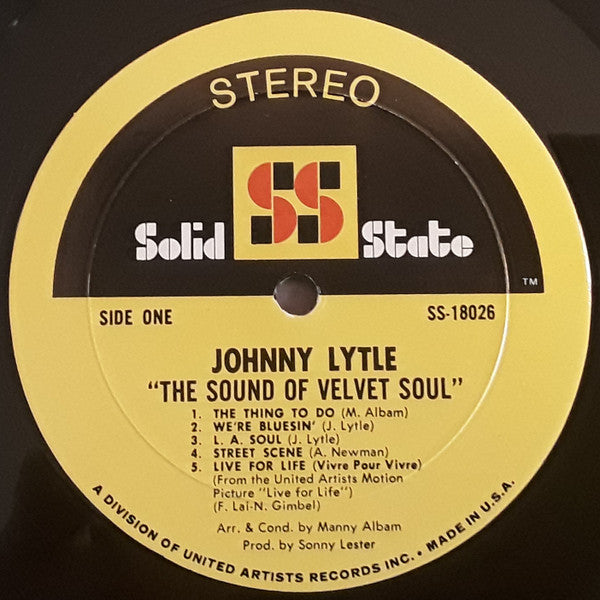 STEREO
SS
Solid State
TM
SIDE ONE
SS-18026
JOHNNY LYTLE
"THE SOUND OF VELVET SOUL"
1. THE THING TO DO (M. Albam)
2. WE'RE BLUESIN' (J. Lytle)
3. L. A. SOUL (J. Lytle)
4. STREET SCENE (A. Newman)
5. LIVE FOR LIFE (Vivre Pour Vivre)
(From the United Artists Motion
Picture "Live for Life")
(F. Lai-N. Gimbel)
Arr. & Cond. by Manny Albam
Prod. by Sonny Lester
A DIVISION OF UNITED ARTISTS RECORDS INC. • MADE IN U.S.A.